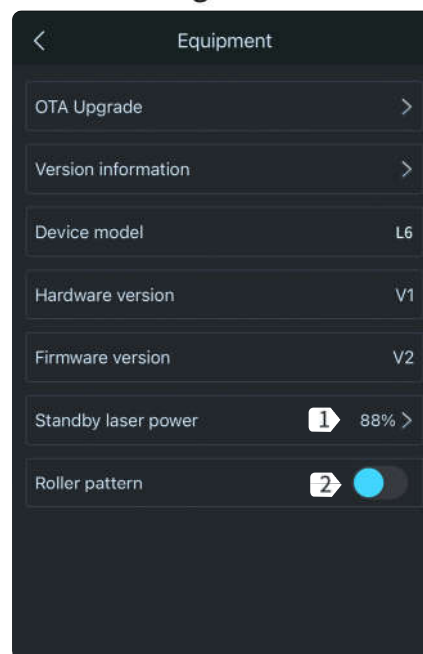 Equipment
OTA Upgrade
Version information
Device model L6
Hardware version V1
Firmware version V2
Standby laser power 1 88%
Roller pattern 2